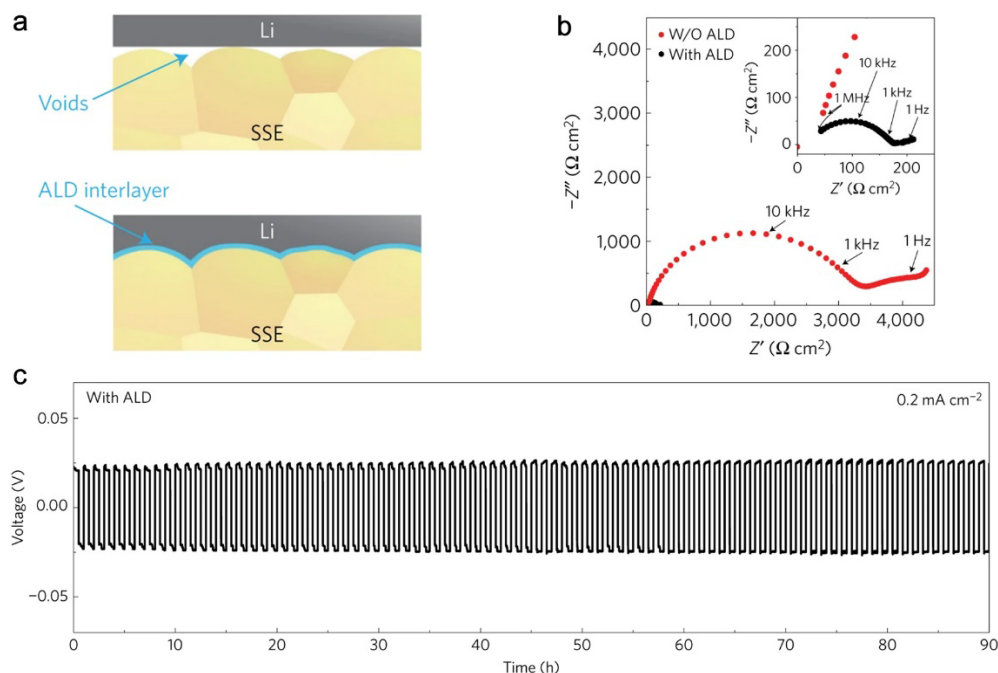 a
Li
Voids
SSE
ALD interlayer
Li
SSE
b
W/O ALD
With ALD
4,000
3,000
2,000
1,000
0
−Z″ (Ω cm²)
0 1,000 2,000 3,000 4,000
Z′ (Ω cm²)
10 kHz
1 kHz
1 Hz
250
100
0
−Z″ (Ω cm²)
0 100 200
Z′ (Ω cm²)
10 kHz
1 MHz
1 kHz
1 Hz
c
With ALD
0.2 mA cm⁻²
0.05
0.00
−0.05
Voltage (V)
0 10 20 30 40 50 60 70 80 90
Time (h)